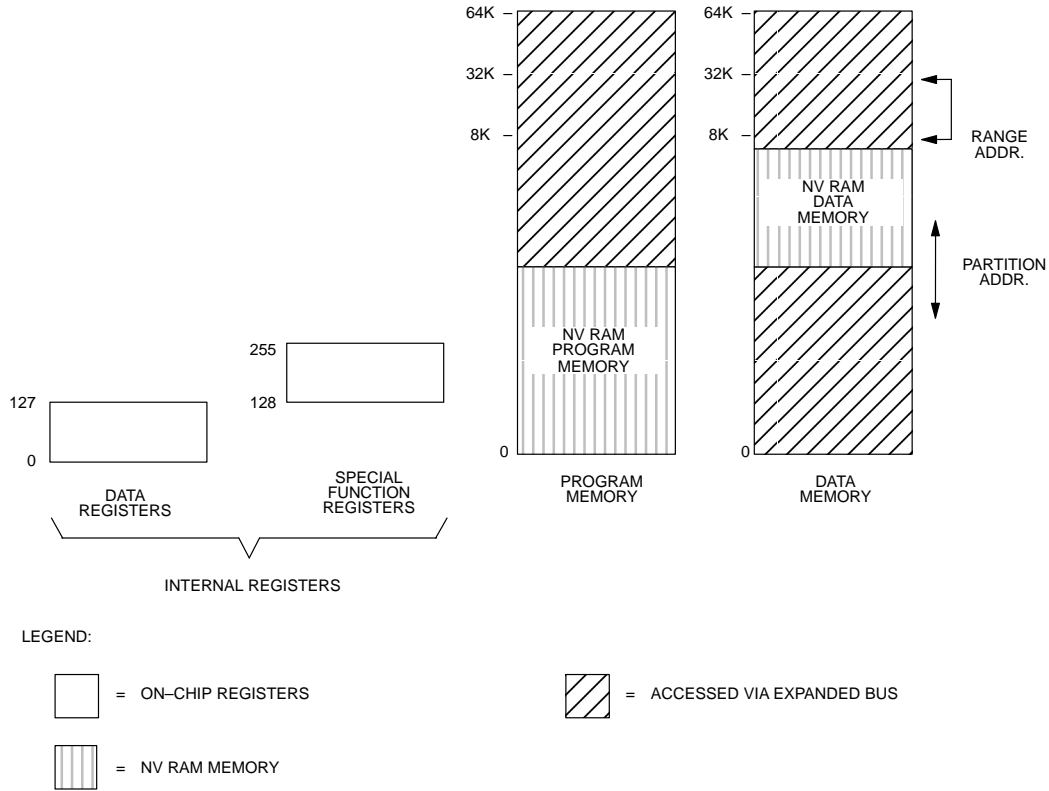 64K –
32K –
8K –
0
NV RAM
PROGRAM
MEMORY
PROGRAM
MEMORY
64K –
32K –
8K –
0
NV RAM
DATA
MEMORY
DATA
MEMORY
RANGE
ADDR.
PARTITION
ADDR.
127
0
DATA
REGISTERS
255
128
SPECIAL
FUNCTION
REGISTERS
INTERNAL REGISTERS
LEGEND:
= ON–CHIP REGISTERS
= ACCESSED VIA EXPANDED BUS
= NV RAM MEMORY